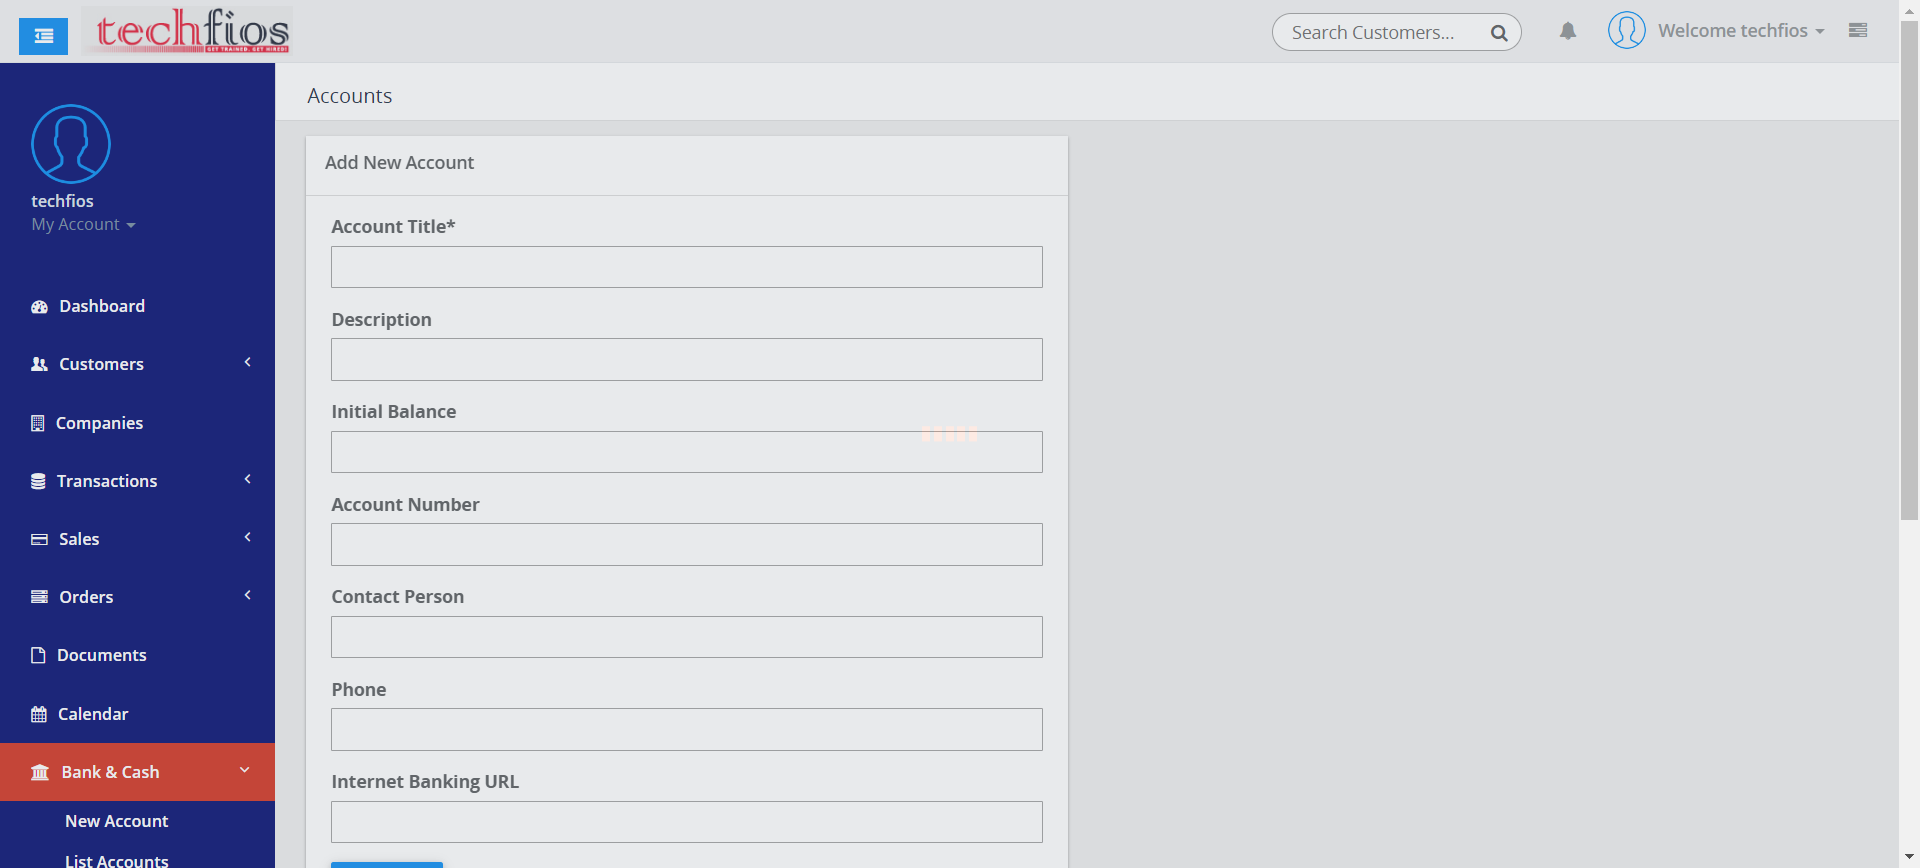 techfios
GET TRAINED. GET HIRED!
Search Customers...
Welcome techfios
techfios
My Account
Dashboard
Customers
Companies
Transactions
Sales
Orders
Documents
Calendar
Bank & Cash
New Account
List Accounts
Accounts
Add New Account
Account Title*
Description
Initial Balance
Account Number
Contact Person
Phone
Internet Banking URL